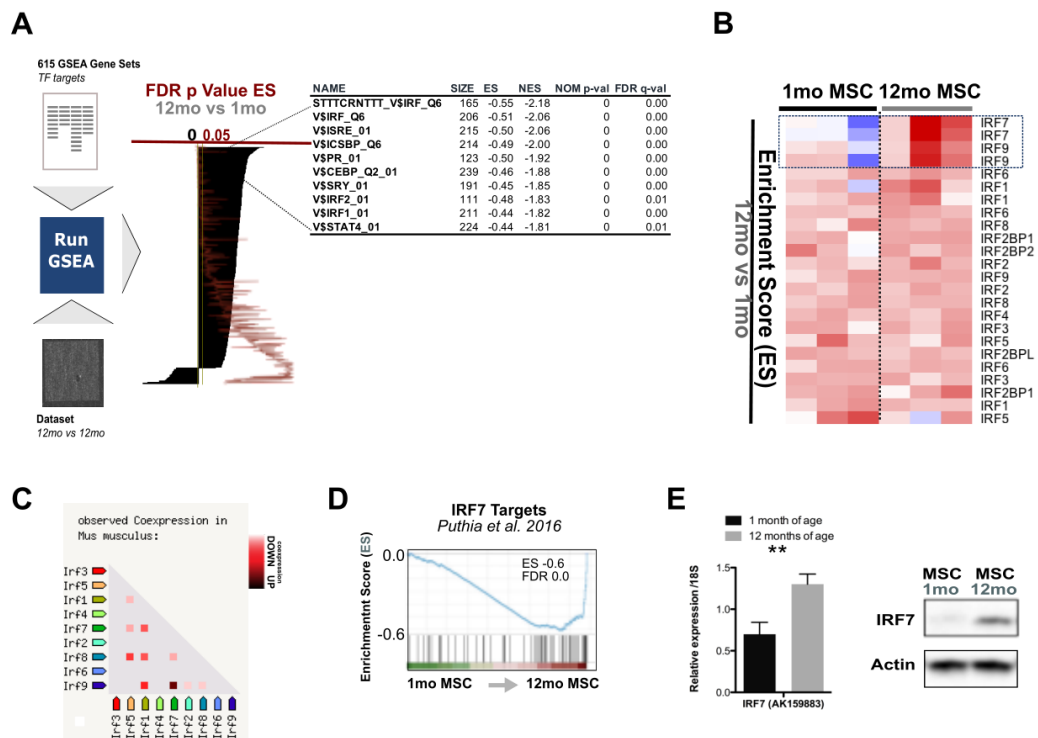 A
615 GSEA Gene Sets
TF targets
Run
GSEA
Dataset
12mo vs 12mo
FDR p Value ES
12mo vs 1mo
0 0.05
NAME SIZE ES NES NOM p-val FDR q-val
STTTCRNTTT_V$IRF_Q6 165 -0.55 -2.18 0 0.00
V$IRF_Q6 206 -0.51 -2.06 0 0.00
V$ISRE_01 215 -0.50 -2.06 0 0.00
V$ICSBP_Q6 214 -0.49 -2.00 0 0.00
V$PR_01 123 -0.50 -1.92 0 0.00
V$CEBP_Q2_01 239 -0.46 -1.88 0 0.00
V$SRY_01 191 -0.45 -1.85 0 0.00
V$IRF2_01 111 -0.48 -1.83 0 0.01
V$IRF1_01 211 -0.44 -1.82 0 0.00
V$STAT4_01 224 -0.44 -1.81 0 0.01
B
1mo MSC 12mo MSC
Enrichment Score (ES)
12mo vs 1mo
IRF7
IRF7
IRF9
IRF9
IRF6
IRF1
IRF1
IRF6
IRF8
IRF2BP1
IRF2BP2
IRF2
IRF9
IRF2
IRF8
IRF4
IRF3
IRF5
IRF2BPL
IRF6
IRF3
IRF2BP1
IRF1
IRF5
C
observed Coexpression in
Mus musculus:
coexpression
DOWN UP
Irf3
Irf5
Irf1
Irf4
Irf7
Irf2
Irf8
Irf6
Irf9
Irf3 Irf5 Irf1 Irf4 Irf7 Irf2 Irf8 Irf6 Irf9
D
IRF7 Targets
Puthia et al. 2016
Enrichmentnt Score (ES)
0.0
-0.6
ES -0.6
FDR 0.0
1mo MSC 12mo MSC
E
1 month of age
12 months of age
**
Relative expression /18S
1.5
1.0
0.5
0.0
IRF7 (AK159883)
MSC MSC
1mo 12mo
IRF7
Actin